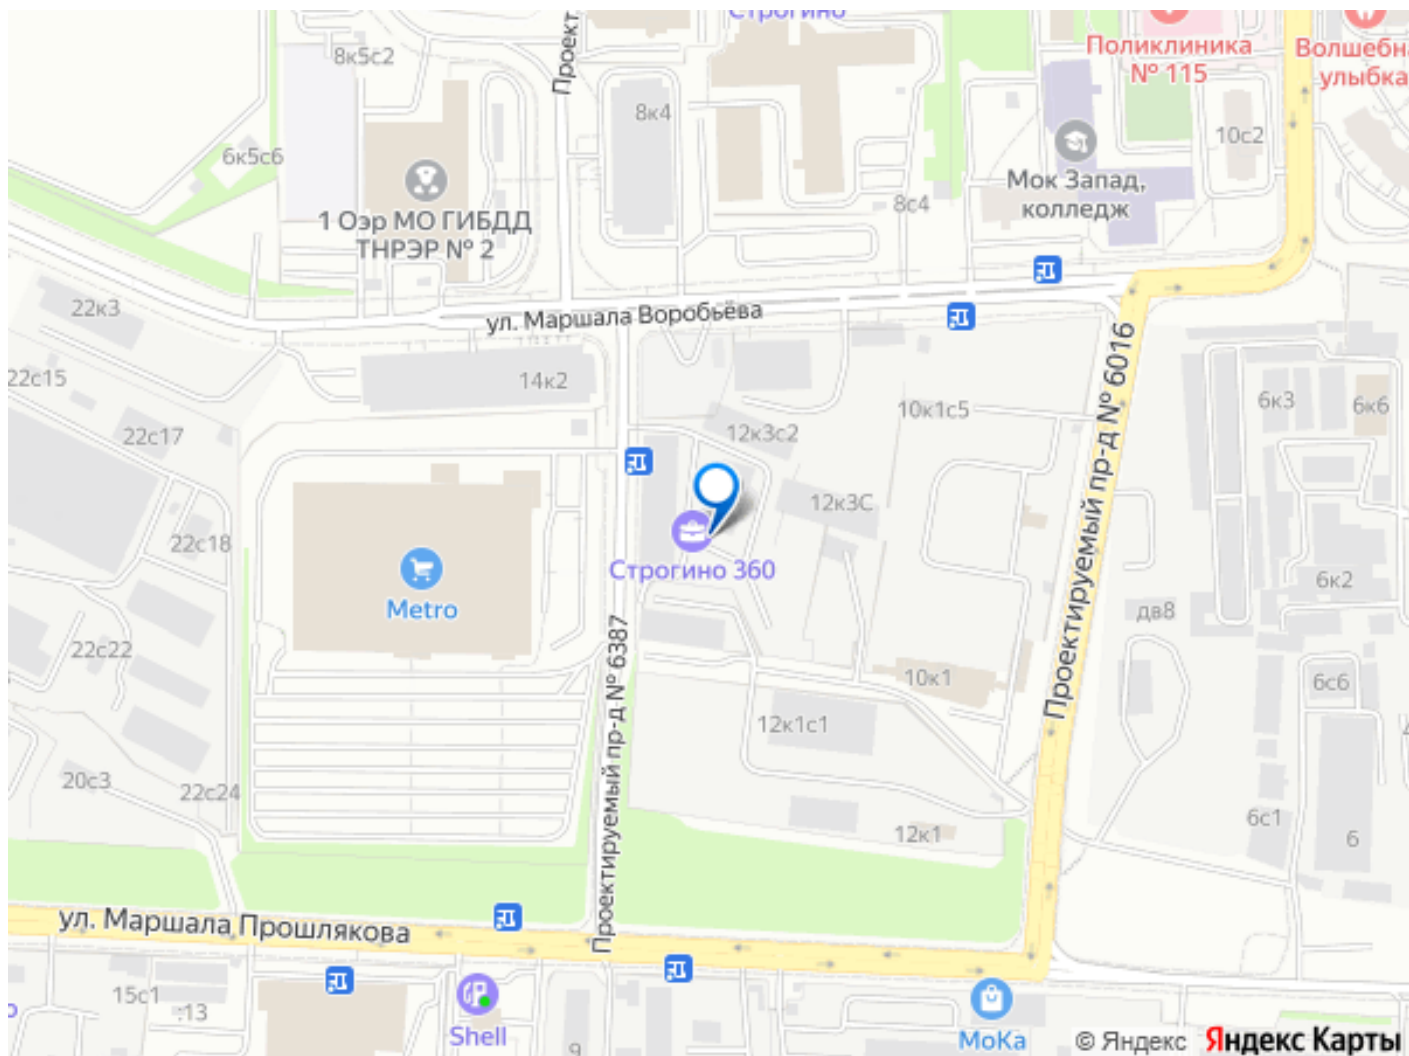 Строгино
Проект
8к5с2
Поликлиника
№ 115
Волшебна
улыбка
8к4
10с2
6к5с6
Мок Запад,
колледж
8с4
1 Оэр МО ГИБДД
ТНРЭР № 2
22к3
ул. Маршала Воробьёва
Проектируемый пр-д № 6016
22с15
14к2
10к1с5
6к3
6к6
22с17
12к3с2
12к3С
22с18
Строгино 360
6к2
Metro
дв8
22с22
Проектируемый пр-д № 6387
10к1
6с6
12к1с1
20с3
22с24
12к1
6с1
6
ул. Маршала Прошлякова
15с1
13
Shell
9
МоКа
© Яндекс
Яндекс Карты